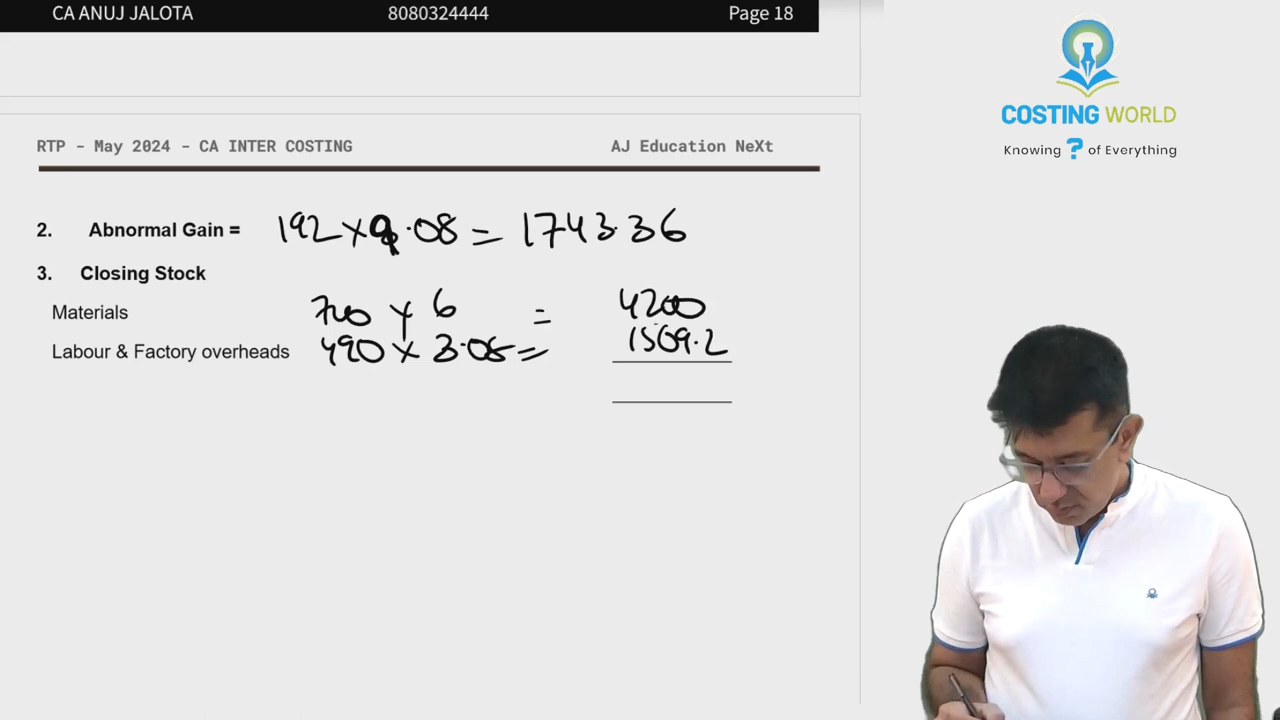 CA ANUJ JALOTA 8080324444 Page 18
COSTING WORLD
Knowing ? of Everything
RTP - May 2024 - CA INTER COSTING AJ Education NeXt
2. Abnormal Gain = 192 × 9.08 = 1743.36
3. Closing Stock
Materials 700 × 6 = 4200
Labour & Factory overheads 490 × 3.08 = 1509.2